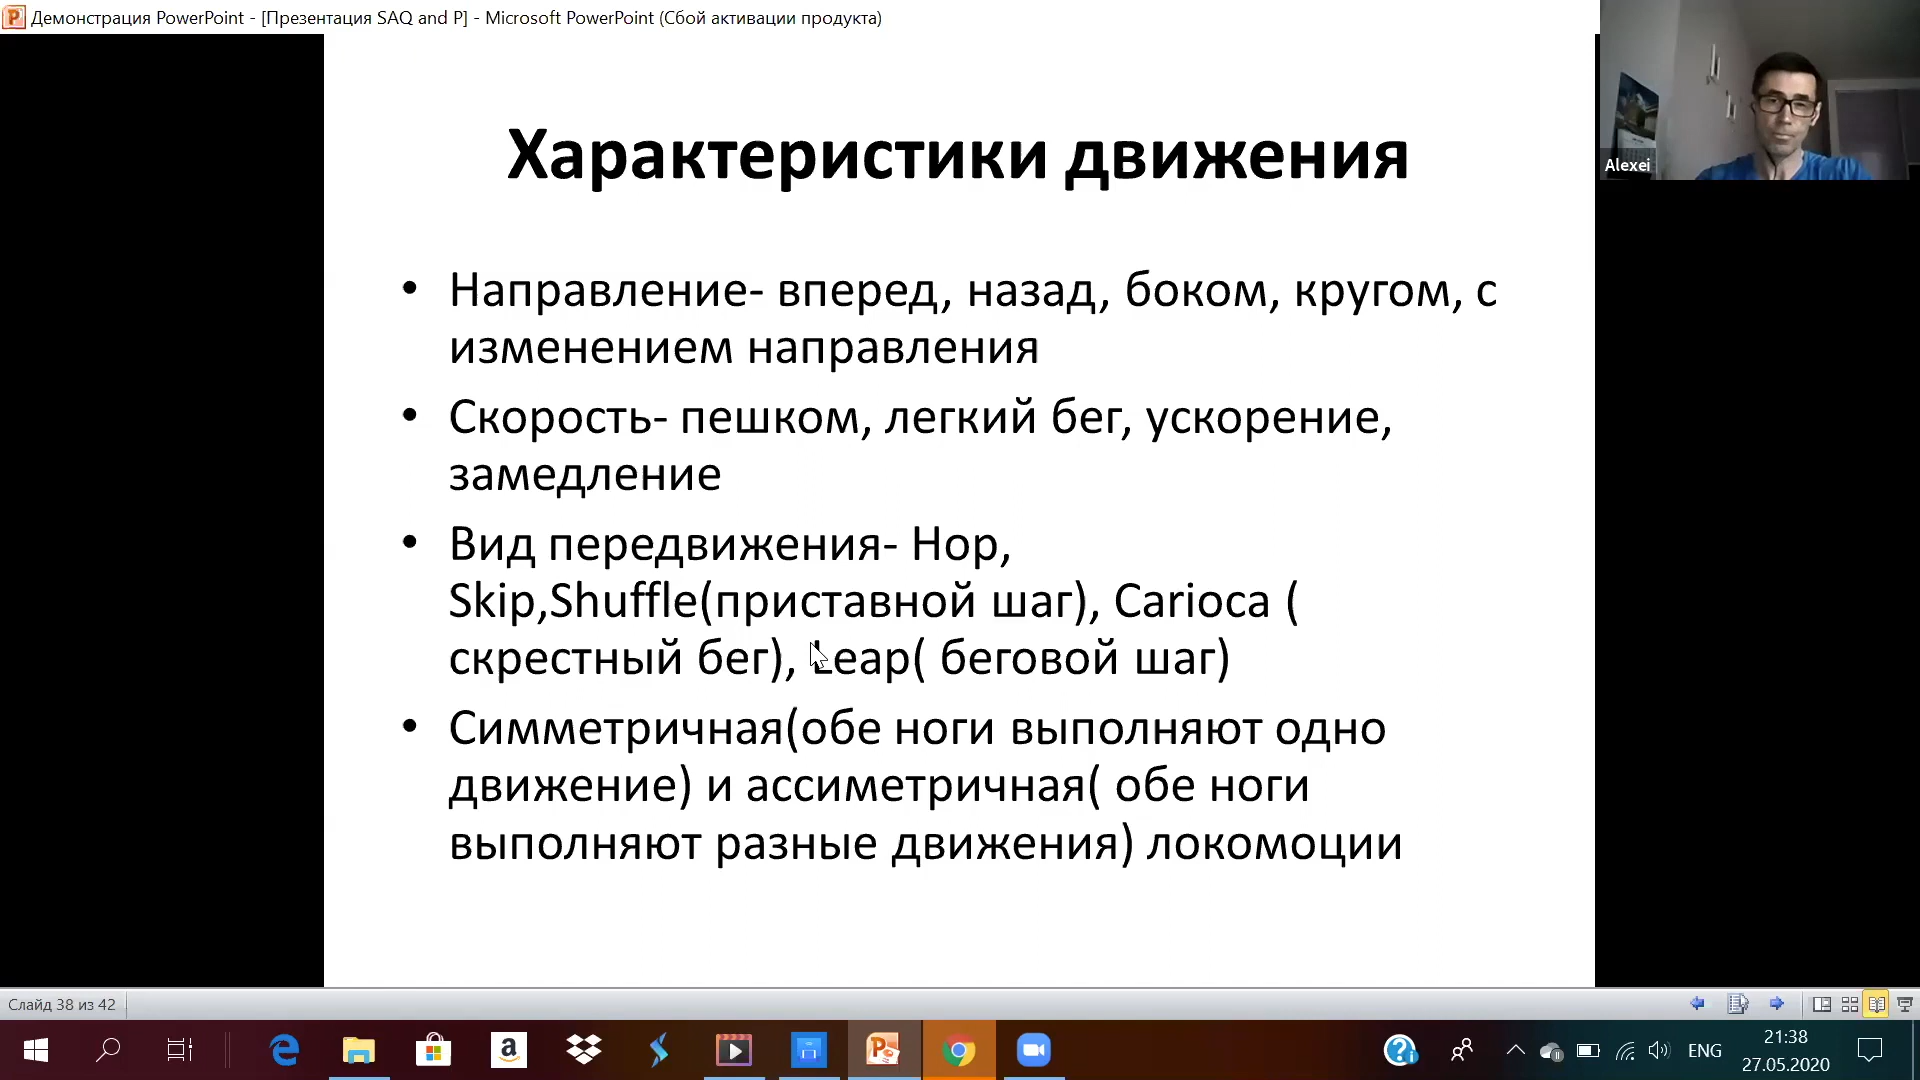 Демонстрация PowerPoint - [Презентация SAQ and P] - Microsoft PowerPoint (Сбой активации продукта)
Alexei
Характеристики движения
• Направление- вперед, назад, боком, кругом, с
изменением направления
• Скорость- пешком, легкий бег, ускорение,
замедление
• Вид передвижения- Hop,
Skip,Shuffle(приставной шаг), Carioca (
скрестный бег), Leap( беговой шаг)
• Симметричная(обе ноги выполняют одно
движение) и ассиметричная( обе ноги
выполняют разные движения) локомоции
Слайд 38 из 42
ENG
21:38
27.05.2020